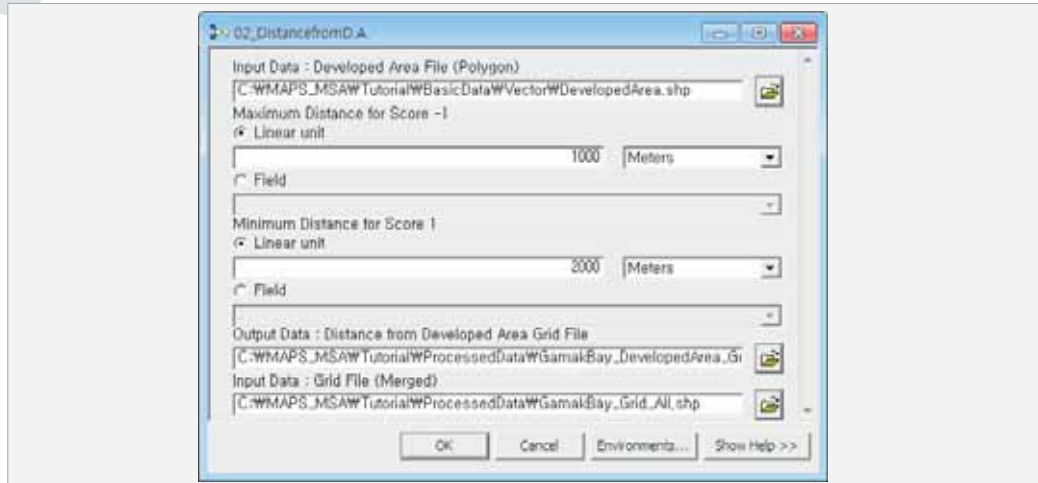 02_DistancefromD.A.
Input Data : Developed Area File (Polygon)
C:₩MAPS_MSA₩Tutorial₩BasicData₩Vector₩DevelopedArea.shp
Maximum Distance for Score -1
Linear unit
1000 Meters
Field
Minimum Distance for Score 1
Linear unit
2000 Meters
Field
Output Data : Distance from Developed Area Grid File
C:₩MAPS_MSA₩Tutorial₩ProcessedData₩GamakBay_DevelopedArea_Gr
Input Data : Grid File (Merged)
C:₩MAPS_MSA₩Tutorial₩ProcessedData₩GamakBay_Grid_All.shp
OK Cancel Environments... Show Help >>